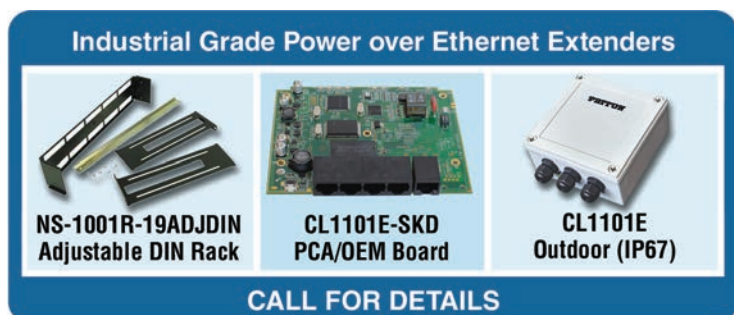 Industrial Grade Power over Ethernet Extenders
PATTON
NS-1001R-19ADJDIN
Adjustable DIN Rack
CL1101E-SKD
PCA/OEM Board
CL1101E
Outdoor (IP67)
CALL FOR DETAILS